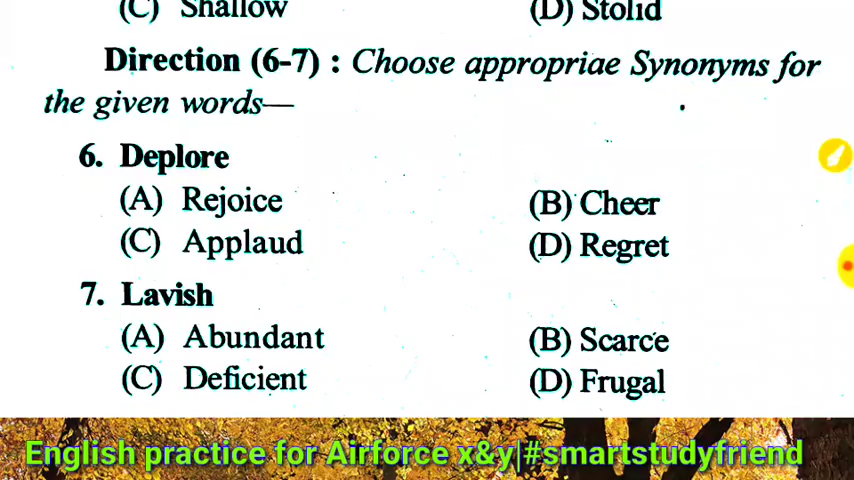 (C) Shallow (D) Stolid
Direction (6-7) : Choose appropriae Synonyms for
the given words—
6. Deplore
(A) Rejoice (B) Cheer
(C) Applaud (D) Regret
7. Lavish
(A) Abundant (B) Scarce
(C) Deficient (D) Frugal
English practice for Airforce x&y|#smartstudyfriend